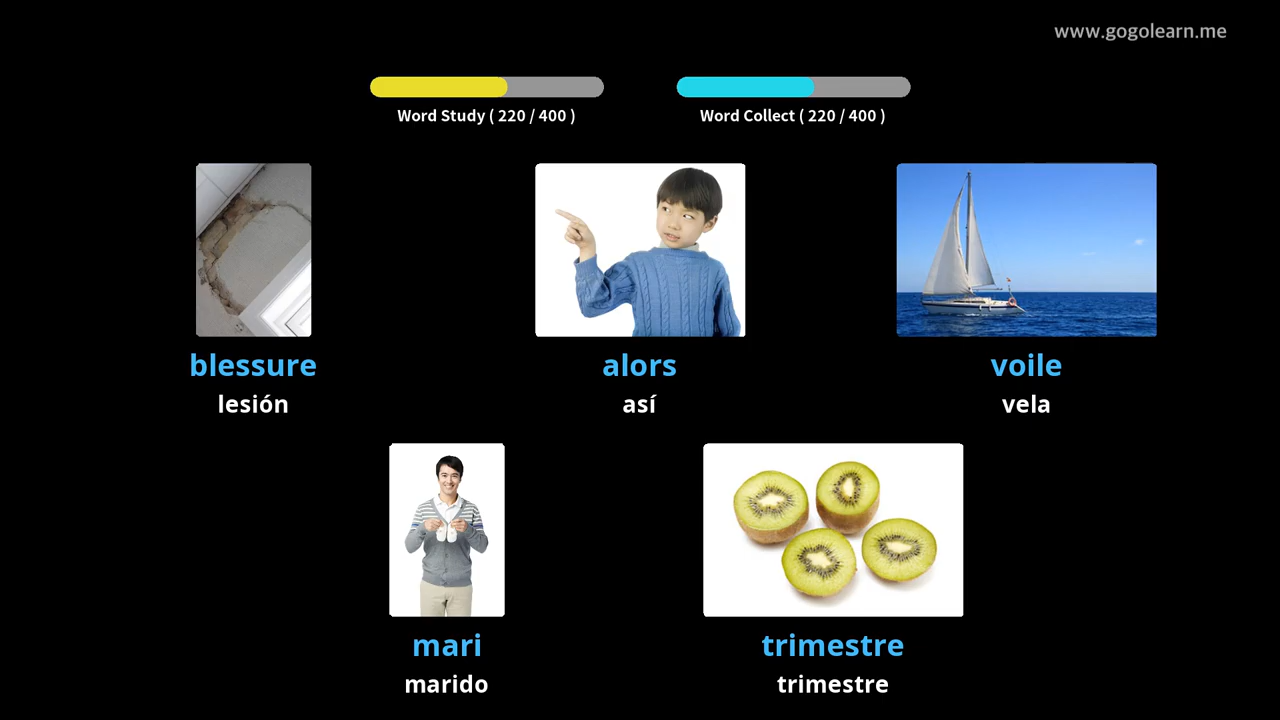 www.gogolearn.me
Word Study ( 220 / 400 )
Word Collect ( 220 / 400 )
blessure
lesión
alors
así
voile
vela
mari
marido
trimestre
trimestre